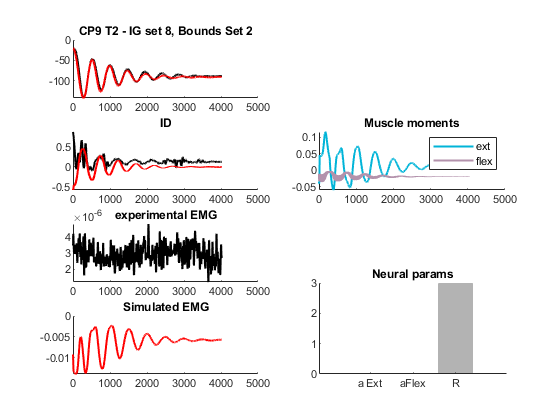 CP9 T2 - IG set 8, Bounds Set 2
0
-50
-100
0 1000 2000 3000 4000 5000
ID
0.5
0
-0.5
0 1000 2000 3000 4000 5000
Muscle moments
0.1
0.05
0
-0.05
ext
flex
0 1000 2000 3000 4000 5000
×10^-6 experimental EMG
4
3
2
0 1000 2000 3000 4000 5000
Simulated EMG
0
-0.005
-0.01
0 1000 2000 3000 4000 5000
Neural params
3
2
1
0
a Ext aFlex R